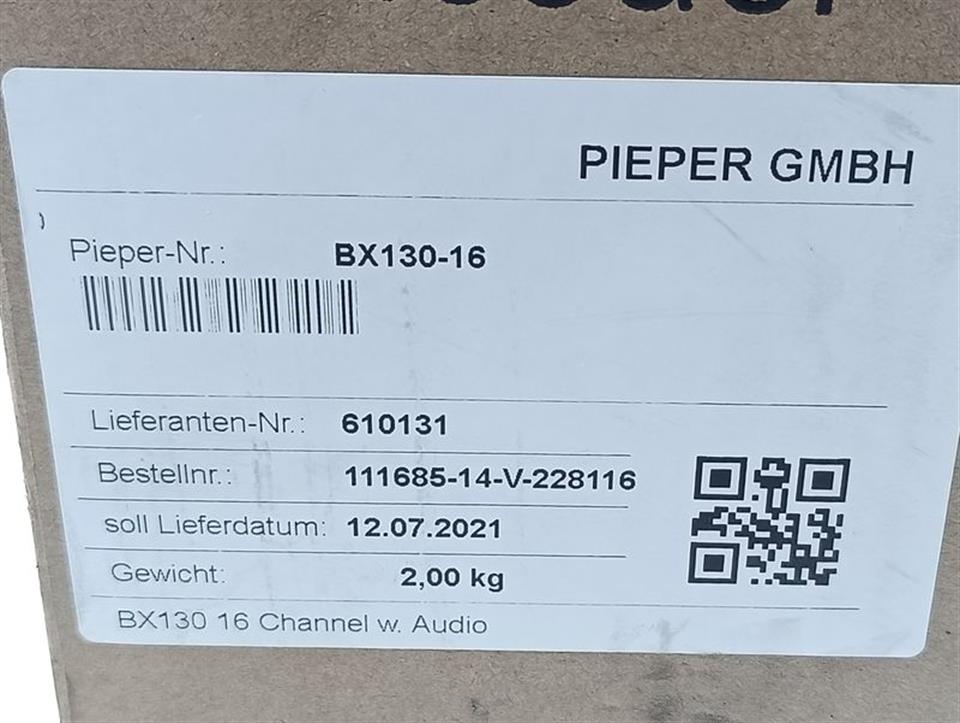 PIEPER GMBH
Pieper-Nr.: BX130-16
Lieferanten-Nr.: 610131
Bestellnr.: 111685-14-V-228116
soll Lieferdatum: 12.07.2021
Gewicht: 2,00 kg
BX130 16 Channel w. Audio